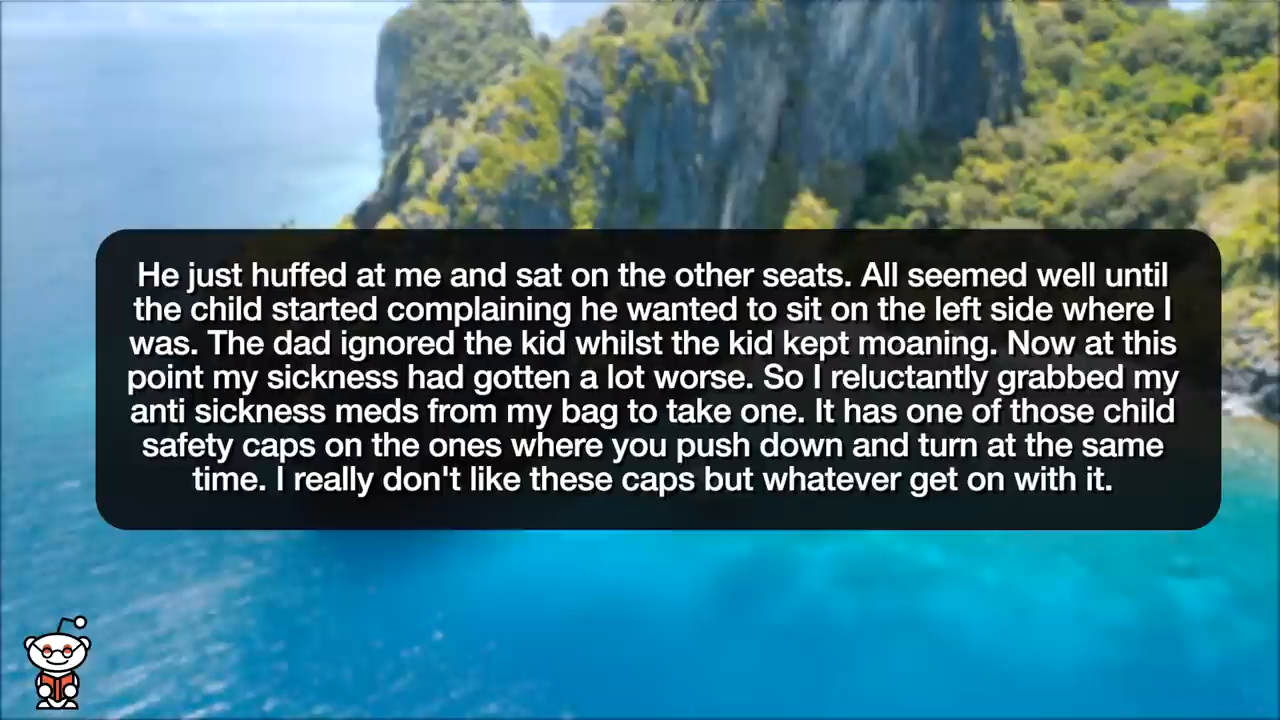 He just huffed at me and sat on the other seats. All seemed well until
the child started complaining he wanted to sit on the left side where I
was. The dad ignored the kid whilst the kid kept moaning. Now at this
point my sickness had gotten a lot worse. So I reluctantly grabbed my
anti sickness meds from my bag to take one. It has one of those child
safety caps on the ones where you push down and turn at the same
time. I really don't like these caps but whatever get on with it.